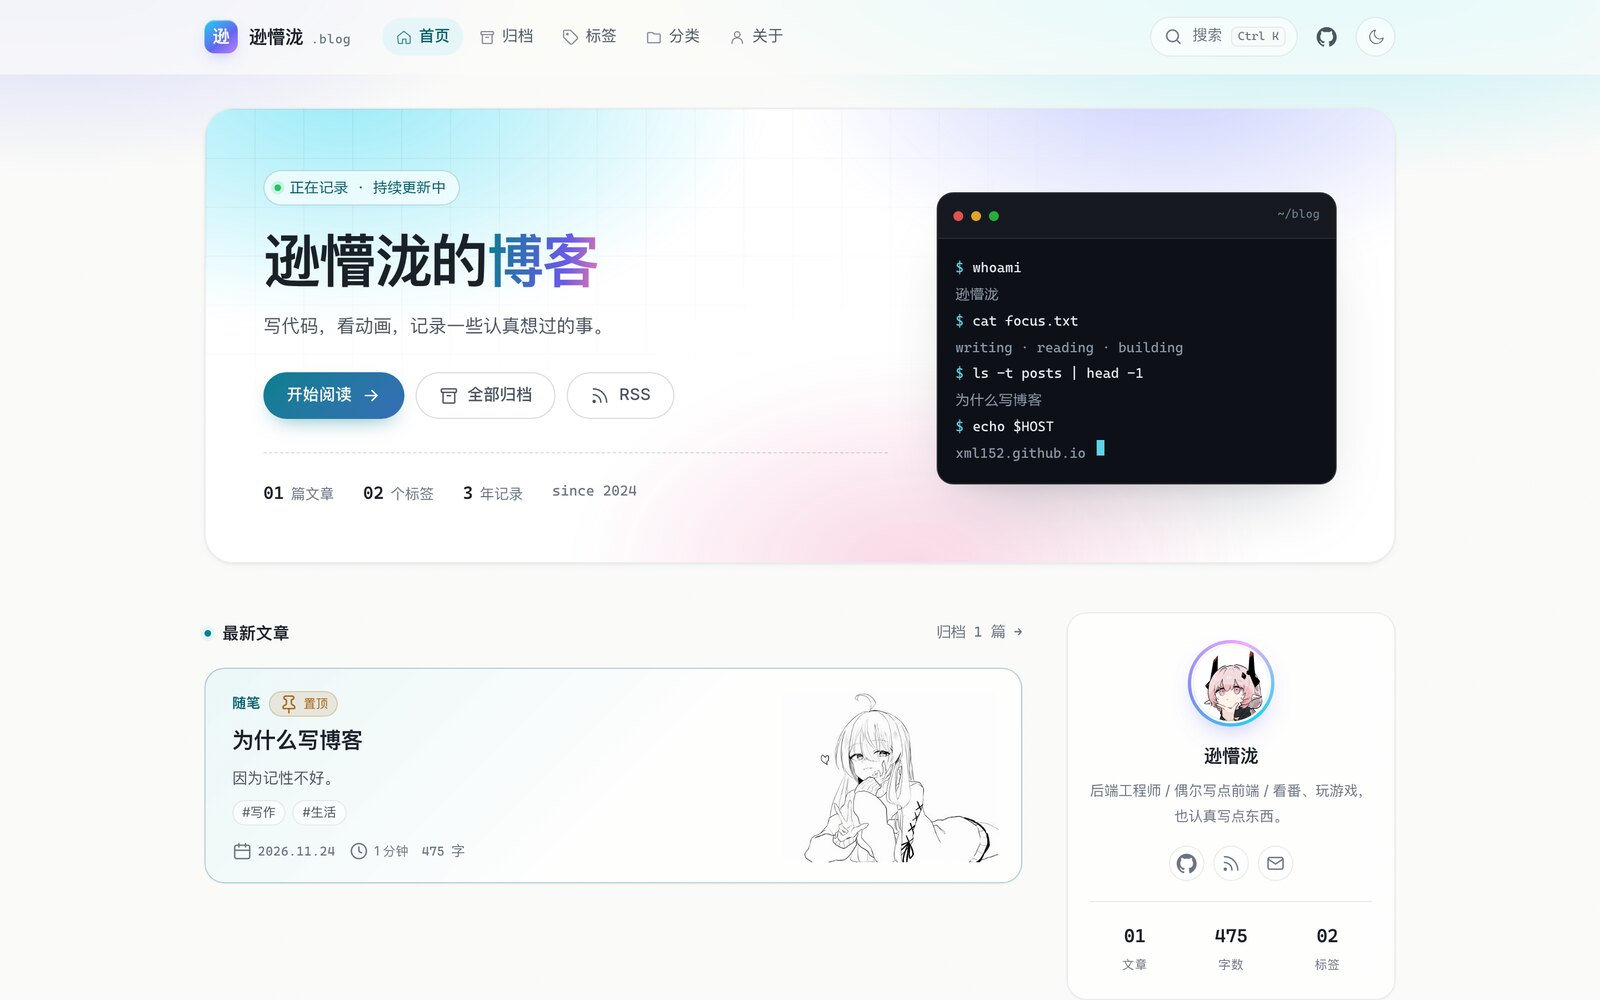 逊 逊懵泷 .blog 首页 归档 标签 分类 关于 搜索 Ctrl K
正在记录 · 持续更新中
逊懵泷的博客
写代码，看动画，记录一些认真想过的事。
开始阅读 → 全部归档 RSS
01 篇文章 02 个标签 3 年记录 since 2024
~/blog
$ whoami
逊懵泷
$ cat focus.txt
writing · reading · building
$ ls -t posts | head -1
为什么写博客
$ echo $HOST
xml152.github.io
最新文章 归档 1 篇 →
随笔 置顶
为什么写博客
因为记性不好。
#写作 #生活
2026.11.24 1分钟 475 字
逊懵泷
后端工程师 / 偶尔写点前端 / 看番、玩游戏，
也认真写点东西。
01 475 02
文章 字数 标签